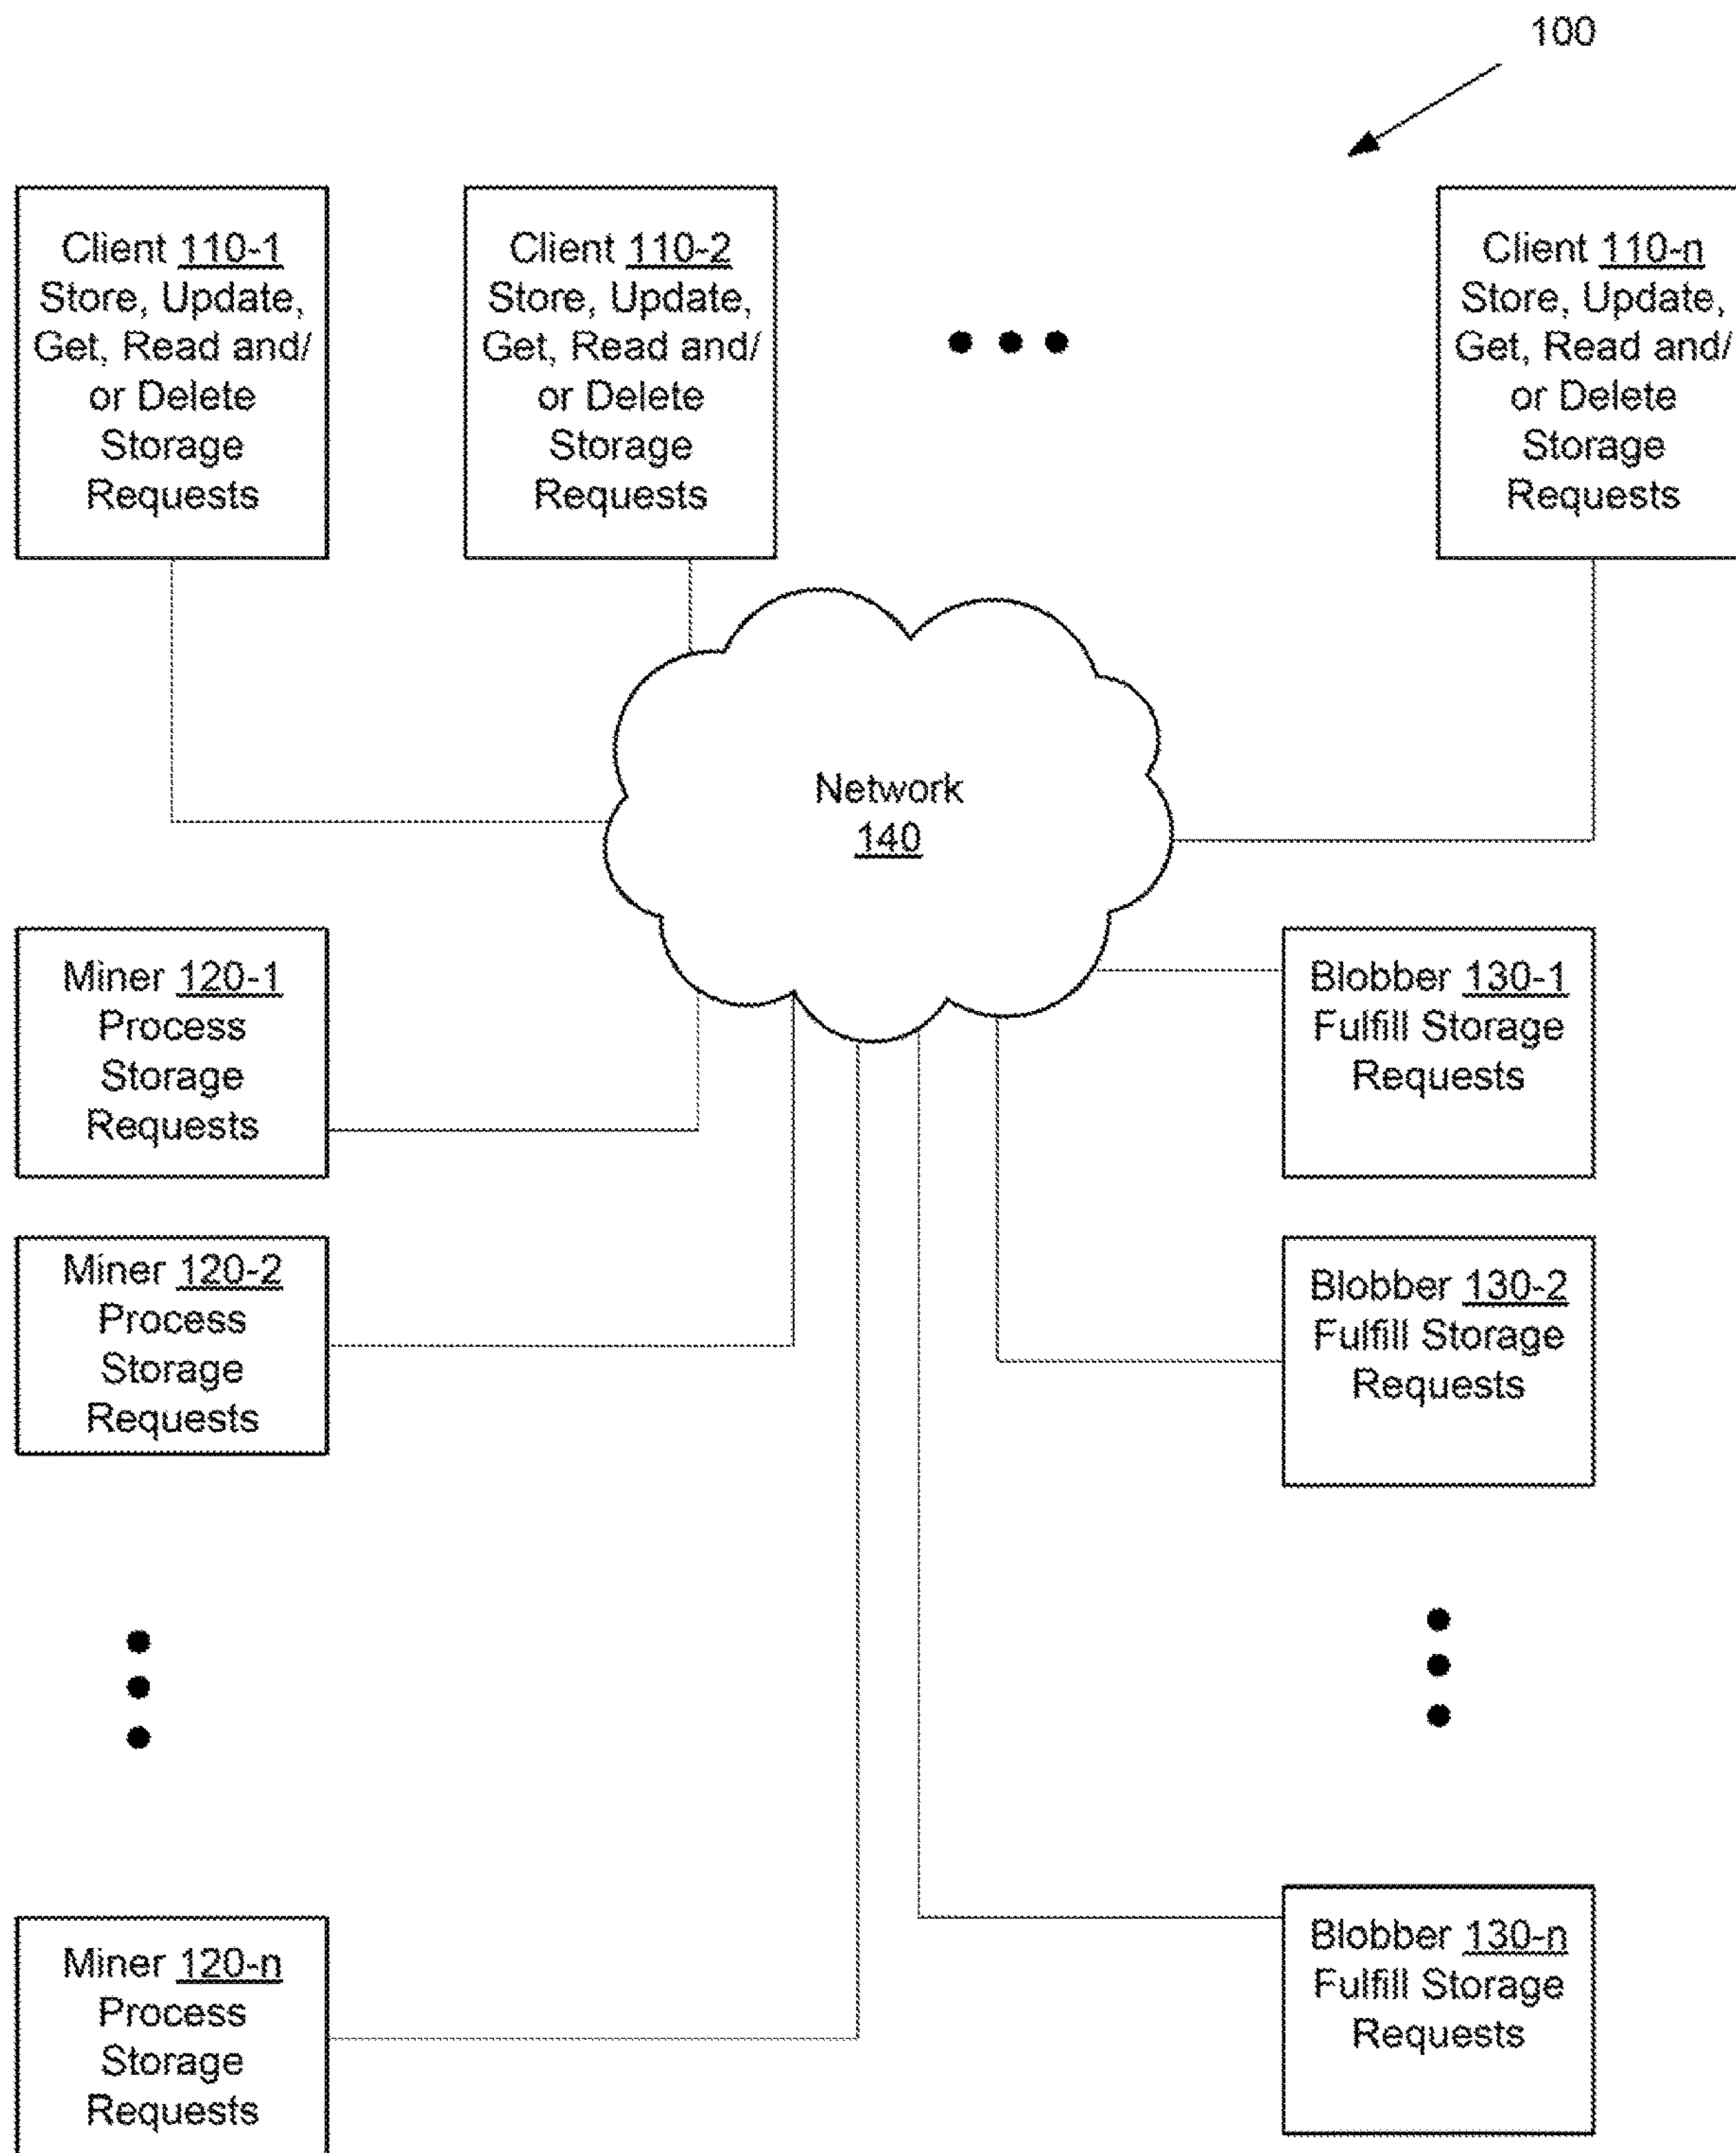 100
Client 110-1
Store, Update,
Get, Read and/
or Delete
Storage
Requests
Client 110-2
Store, Update,
Get, Read and/
or Delete
Storage
Requests
Client 110-n
Store, Update,
Get, Read and/
or Delete
Storage
Requests
Network
140
Miner 120-1
Process
Storage
Requests
Blobber 130-1
Fulfill Storage
Requests
Miner 120-2
Process
Storage
Requests
Blobber 130-2
Fulfill Storage
Requests
Miner 120-n
Process
Storage
Requests
Blobber 130-n
Fulfill Storage
Requests